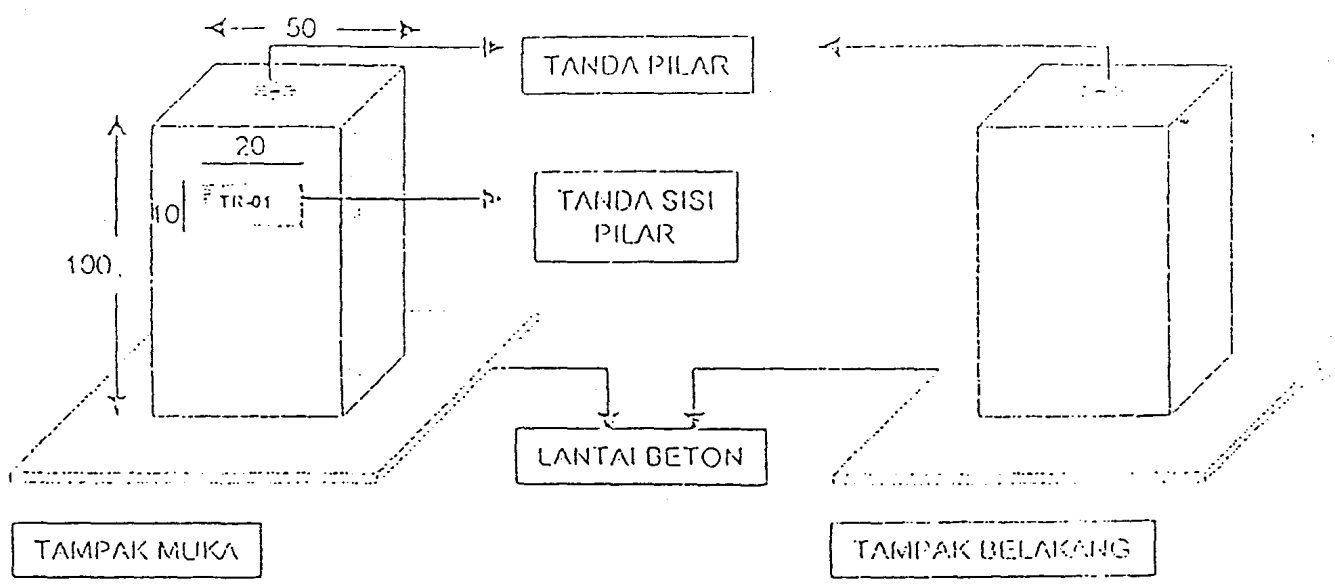 50
TANDA PILAR
20
10
TR-01
TANDA SISI
PILAR
100
LANTAI BETON
TAMPAK MUKA
TAMPAK BELAKANG